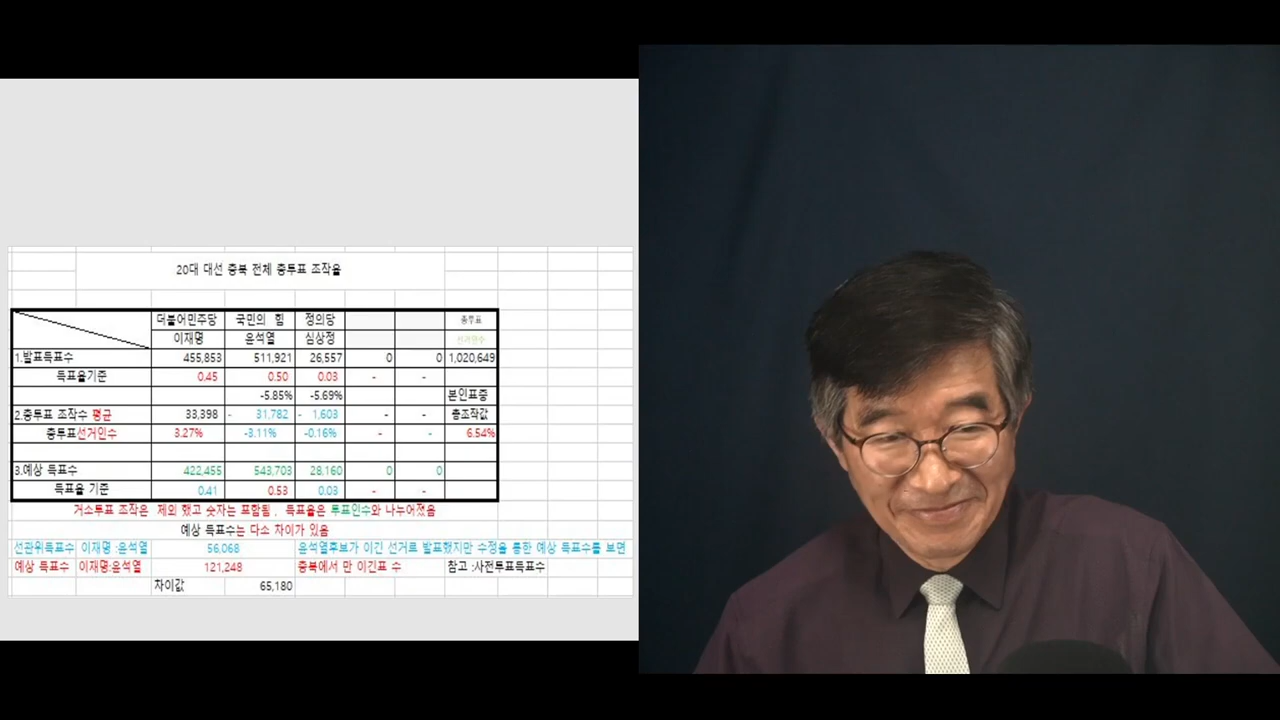 20대 대선 충북 전체 총투표 조작율
더불어민주당 국민의 힘 정의당 총투표
이재명 윤석열 심상정 선거인수
1.발표득표수 455,853 511,921 26,557 0 0 1,020,649
득표율기준 0.45 0.50 0.03 - -
-5.85% -5.69% 본인표중
2.총투표 조작수 평균 33,398 - 31,782 - 1,603 - - 총조작값
총투표선거인수 3.27% -3.11% -0.16% - - 6.54%
3.예상 득표수 422,455 543,703 28,160 0 0
득표율 기준 0.41 0.53 0.03 - -
거소투표 조작은 제외 했고 숫자는 포함됨 , 득표율은 투표인수와 나누어졌음
예상 득표수는 다소 차이가 있음
선관위득표수 이재명 :윤석열 56,068 윤석열후보가 이긴 선거로 발표했지만 수정을 통한 예상 득표수를 보면
예상 득표수 이재명:윤석열 121,248 충북에서 만 이긴표 수 참고 :사전투표득표수
차이값 65,180